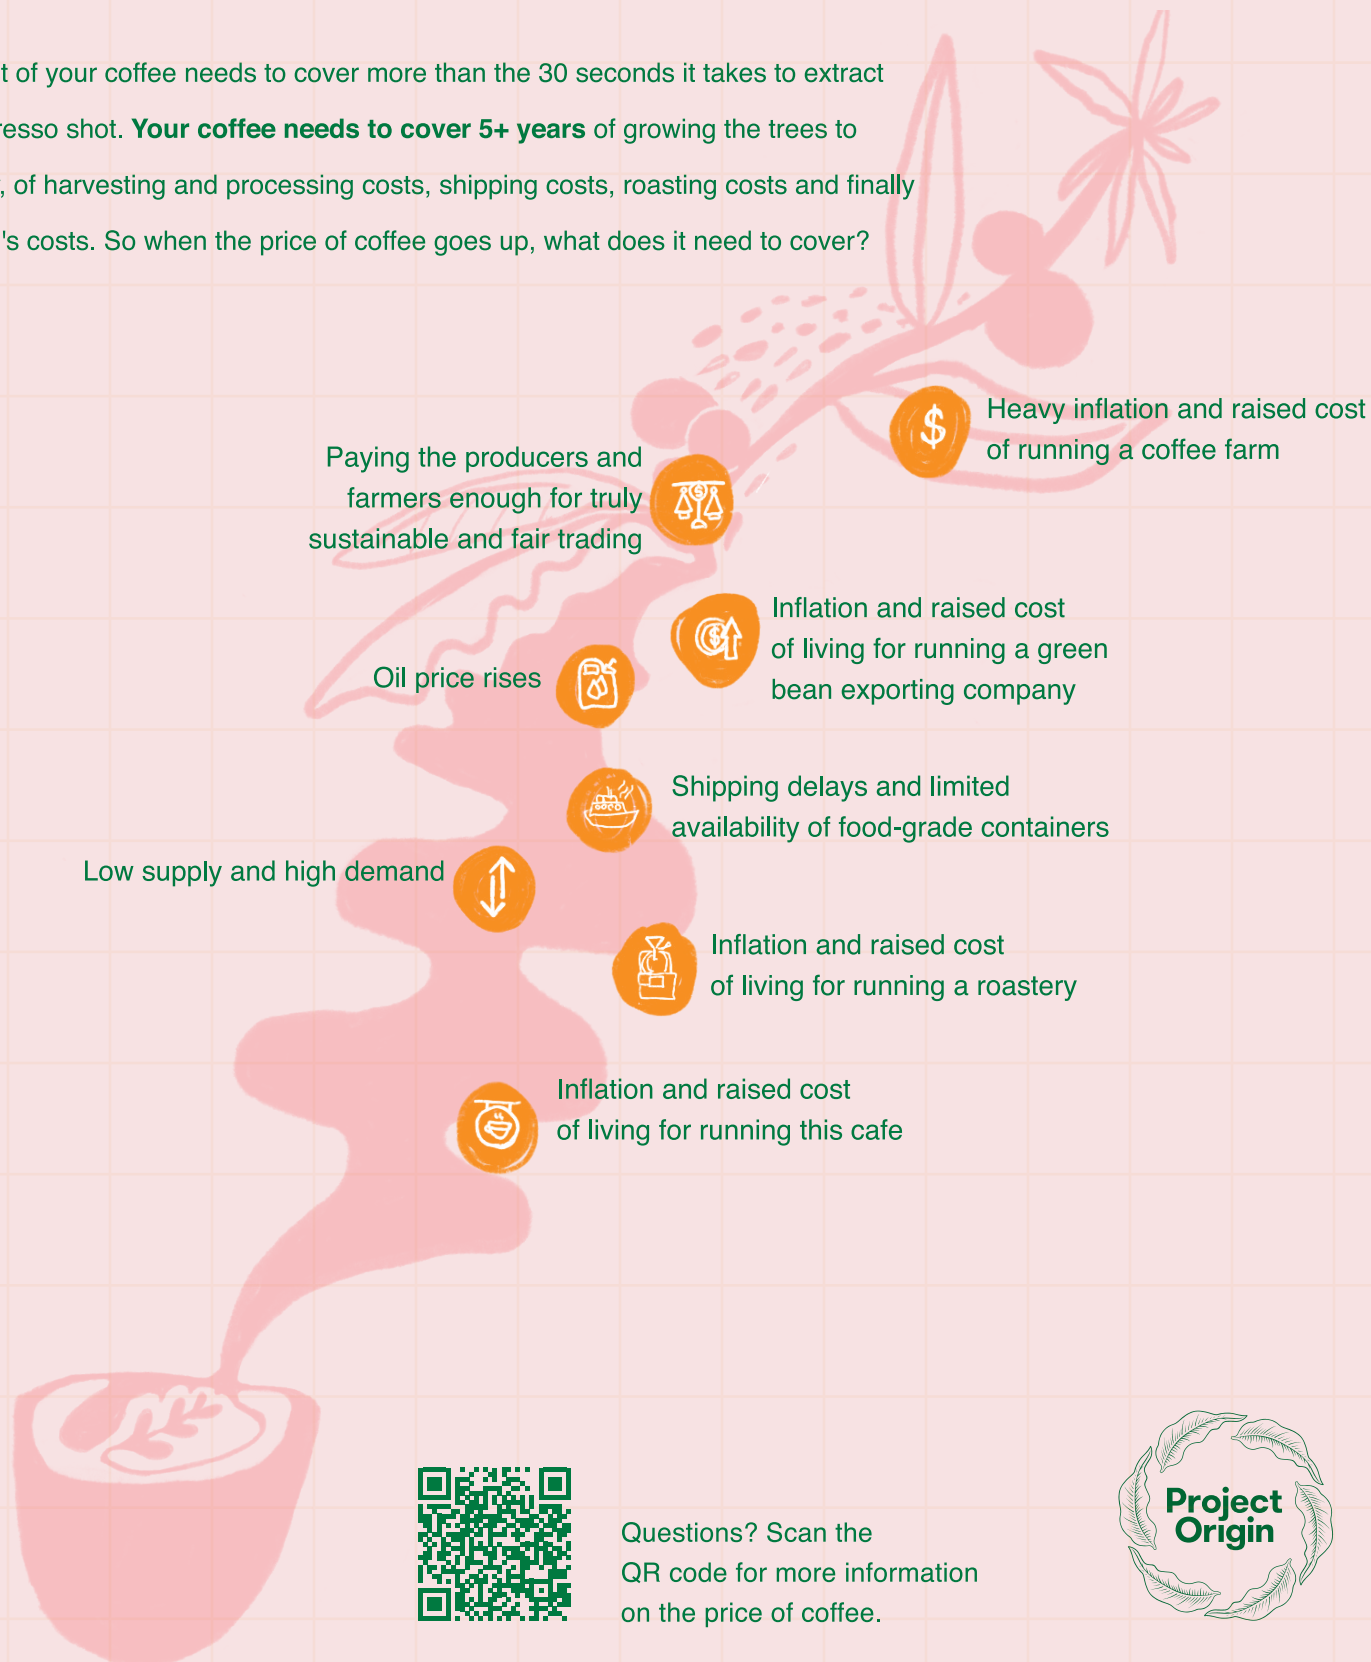 t of your coffee needs to cover more than the 30 seconds it takes to extract
resso shot. Your coffee needs to cover 5+ years of growing the trees to
, of harvesting and processing costs, shipping costs, roasting costs and finally
's costs. So when the price of coffee goes up, what does it need to cover?
$
Heavy inflation and raised cost
of running a coffee farm
Paying the producers and
farmers enough for truly
sustainable and fair trading
Inflation and raised cost
of living for running a green
bean exporting company
Oil price rises
Shipping delays and limited
availability of food-grade containers
Low supply and high demand
Inflation and raised cost
of living for running a roastery
Inflation and raised cost
of living for running this cafe
Questions? Scan the
QR code for more information
on the price of coffee.
Project
Origin